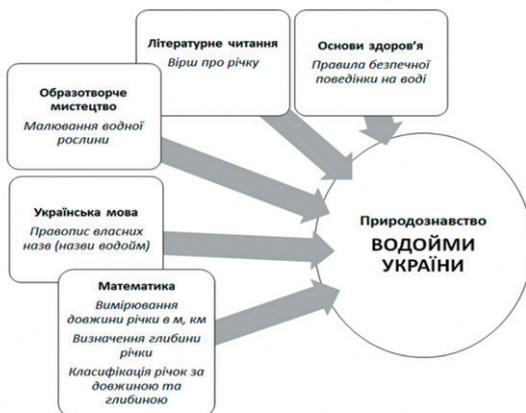 Літературне читання
Вірш про річку
Основи здоров'я
Правила безпечної
поведінки на воді
Образотворче
мистецтво
Малювання водної
рослини
Українська мова
Правопис власних
назв (назви водойм)
Математика
Вимірювання
довжини річки в м, км
Визначення глибини
річки
Класифікація річок за
довжиною та
глибиною
Природознавство
ВОДОЙМИ
УКРАЇНИ